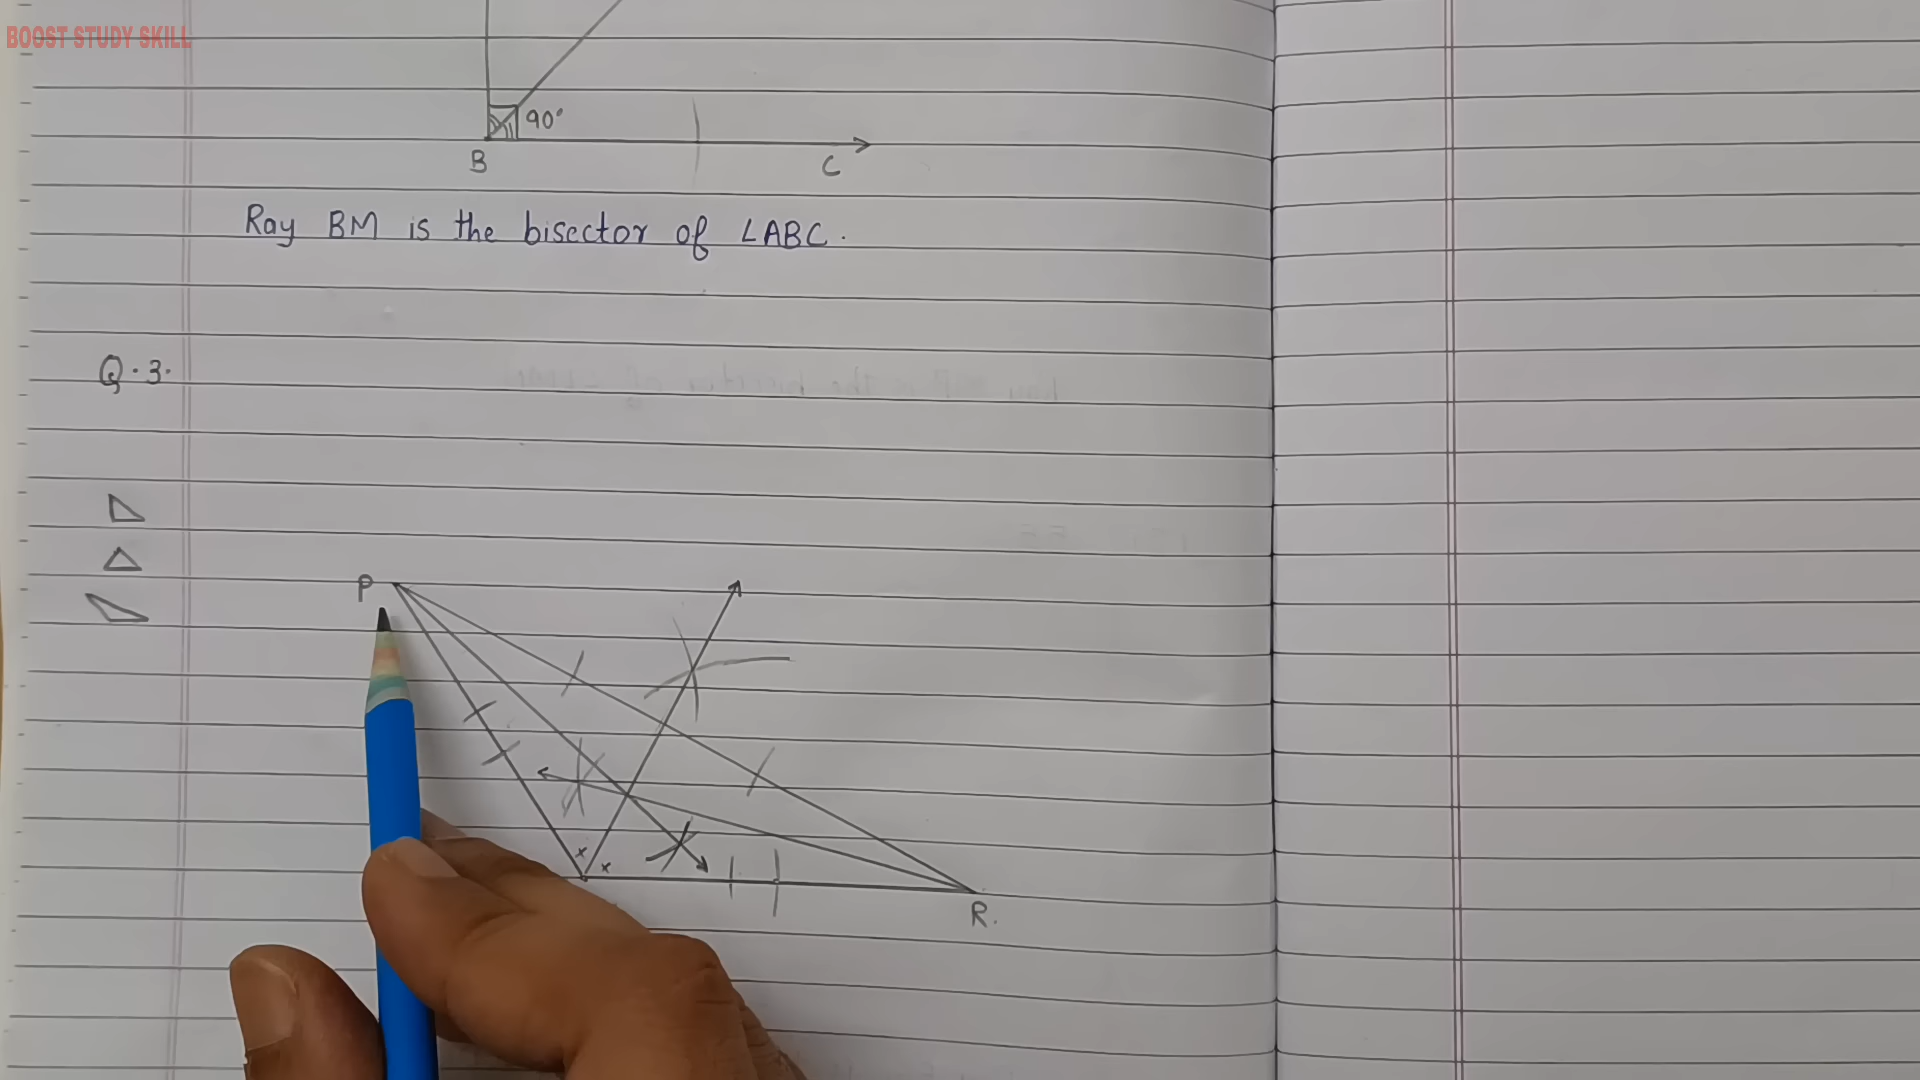 BOOST STUDY SKILL
90°
B
C
Ray BM is the bisector of ∠ABC.
Q.3.
P
x
x
R.